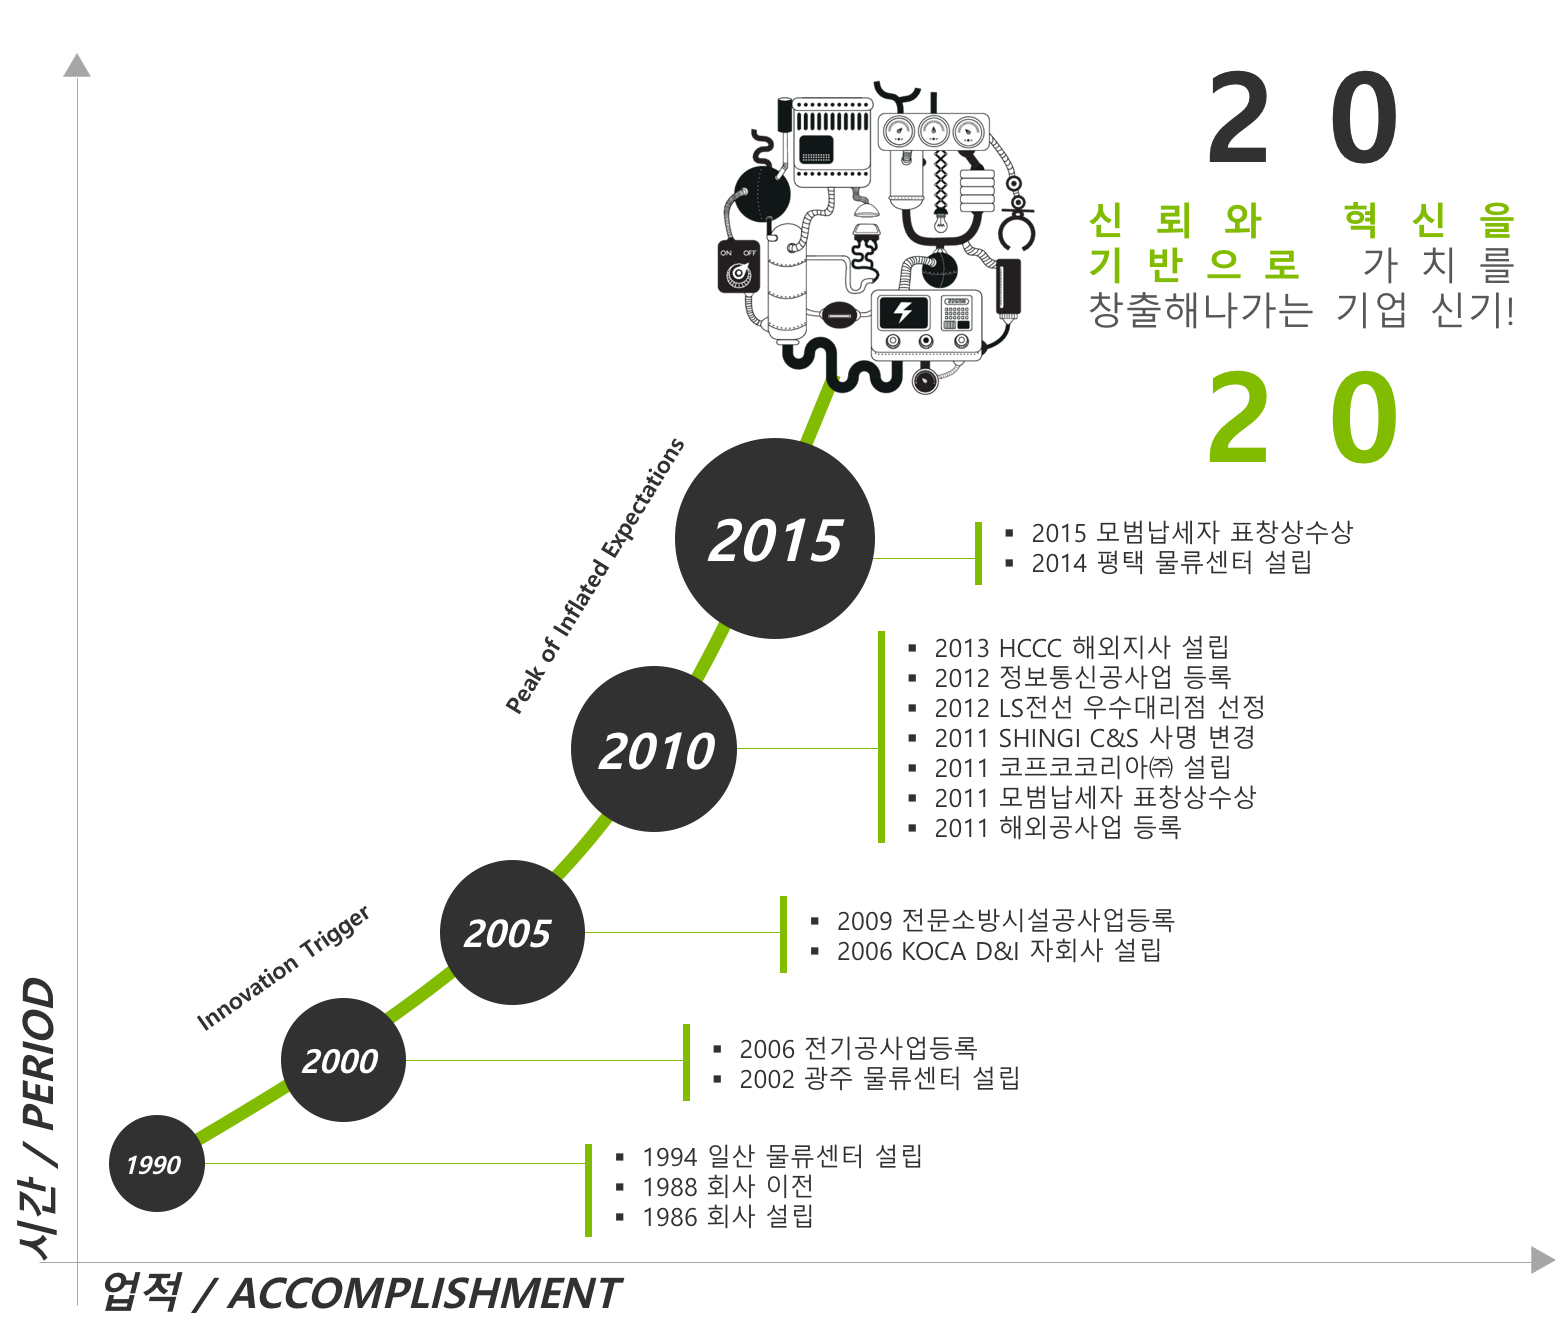 2 0
신뢰와 혁신을
기반으로 가치를
창출해나가는 기업 신기!
2 0
ON OFF
Peak of Inflated Expectations
2015
▪ 2015 모범납세자 표창상수상
▪ 2014 평택 물류센터 설립
2010
▪ 2013 HCCC 해외지사 설립
▪ 2012 정보통신공사업 등록
▪ 2012 LS전선 우수대리점 선정
▪ 2011 SHINGI C&S 사명 변경
▪ 2011 코프코코리아㈜ 설립
▪ 2011 모범납세자 표창상수상
▪ 2011 해외공사업 등록
Innovation Trigger
2005
▪ 2009 전문소방시설공사업등록
▪ 2006 KOCA D&I 자회사 설립
2000
▪ 2006 전기공사업등록
▪ 2002 광주 물류센터 설립
1990
▪ 1994 일산 물류센터 설립
▪ 1988 회사 이전
▪ 1986 회사 설립
시간 / PERIOD
업적 / ACCOMPLISHMENT